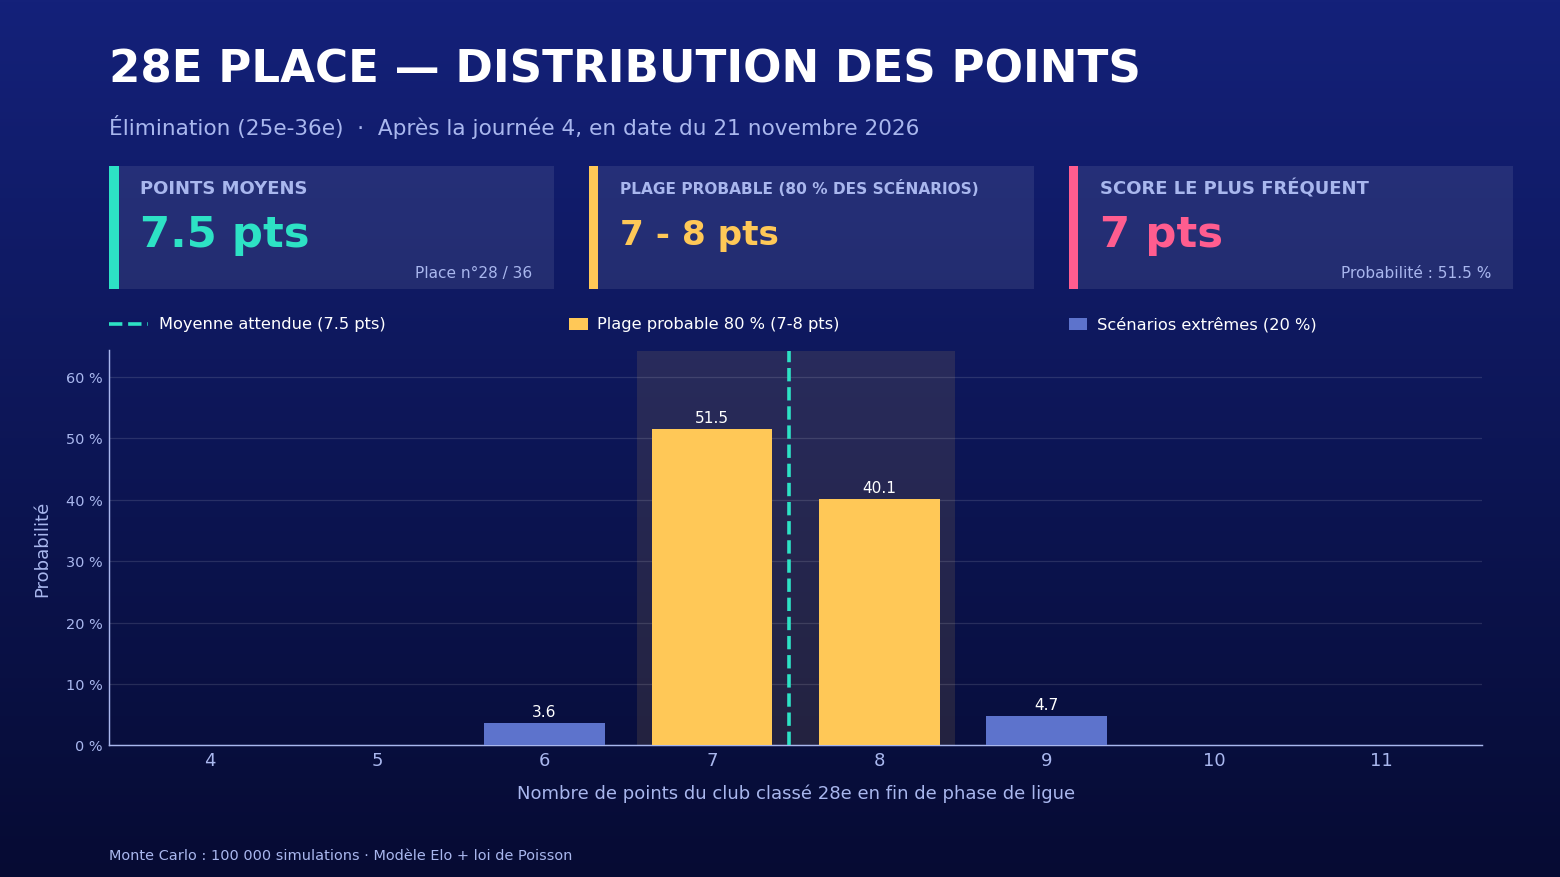 28E PLACE — DISTRIBUTION DES POINTS
Élimination (25e-36e)  ·  Après la journée 4, en date du 21 novembre 2026
POINTS MOYENS
7.5 pts
Place n°28 / 36
PLAGE PROBABLE (80 % DES SCÉNARIOS)
7 - 8 pts
SCORE LE PLUS FRÉQUENT
7 pts
Probabilité : 51.5 %
Moyenne attendue (7.5 pts)
Plage probable 80 % (7-8 pts)
Scénarios extrêmes (20 %)
Probabilité
60 %
50 %
40 %
30 %
20 %
10 %
0 %
3.6
51.5
40.1
4.7
4
5
6
7
8
9
10
11
Nombre de points du club classé 28e en fin de phase de ligue
Monte Carlo : 100 000 simulations · Modèle Elo + loi de Poisson